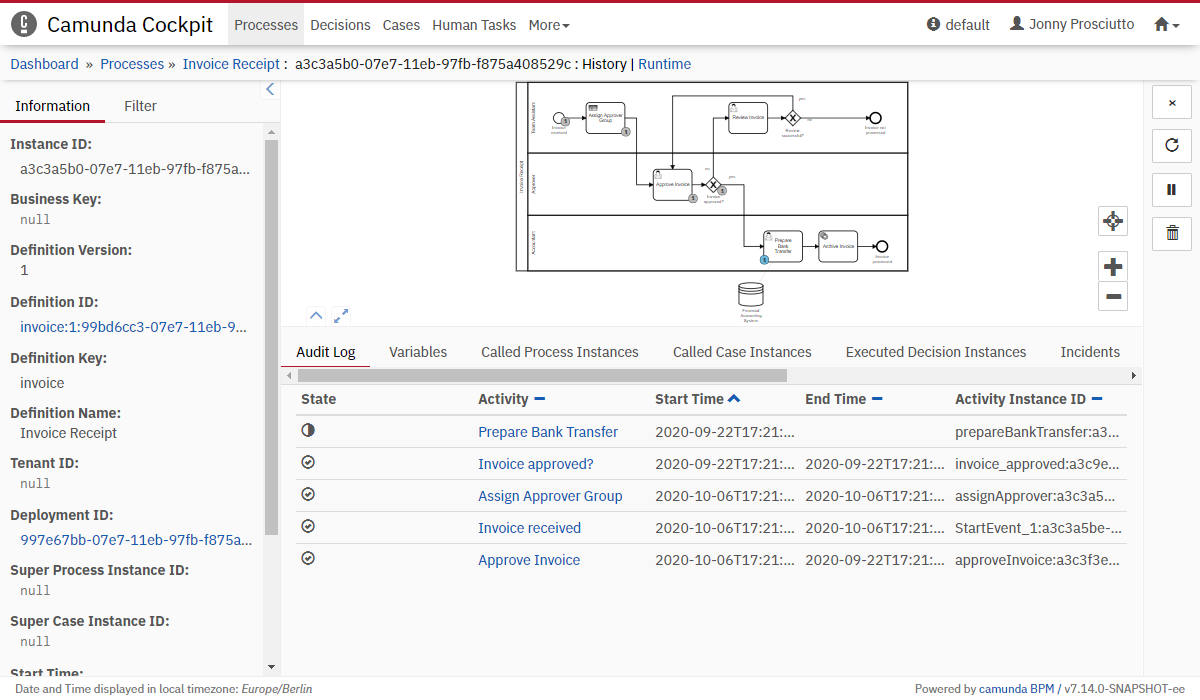 Camunda Cockpit Processes Decisions Cases Human Tasks More default Jonny Prosciutto
Dashboard » Processes » Invoice Receipt : a3c3a5b0-07e7-11eb-97fb-f875a408529c : History | Runtime
Information Filter
Instance ID:
a3c3a5b0-07e7-11eb-97fb-f875a...
Business Key:
null
Definition Version:
1
Definition ID:
invoice:1:99bd6cc3-07e7-11eb-9...
Definition Key:
invoice
Definition Name:
Invoice Receipt
Tenant ID:
null
Deployment ID:
997e67bb-07e7-11eb-97fb-f875a...
Super Process Instance ID:
null
Super Case Instance ID:
null
Start Time:
Invoice Receipt
Team Assistant
Invoice received
1
Assign Approver Group
1
Review Invoice
yes
no
Review successful?
Invoice not processed
Approver
Approve Invoice
1
no
yes
Invoice approved?
1
Accountant
Prepare Bank Transfer
1
Archive Invoice
Invoice processed
Financial Accounting System
Audit Log Variables Called Process Instances Called Case Instances Executed Decision Instances Incidents
State Activity Start Time End Time Activity Instance ID
Prepare Bank Transfer 2020-09-22T17:21:... prepareBankTransfer:a3...
Invoice approved? 2020-09-22T17:21:... 2020-09-22T17:21:... invoice_approved:a3c9e...
Assign Approver Group 2020-10-06T17:21:... 2020-10-06T17:21:... assignApprover:a3c3a5...
Invoice received 2020-10-06T17:21:... 2020-10-06T17:21:... StartEvent_1:a3c3a5be-...
Approve Invoice 2020-10-06T17:21:... 2020-09-22T17:21:... approveInvoice:a3c3f3e...
Date and Time displayed in local timezone: Europe/Berlin
Powered by camunda BPM / v7.14.0-SNAPSHOT-ee